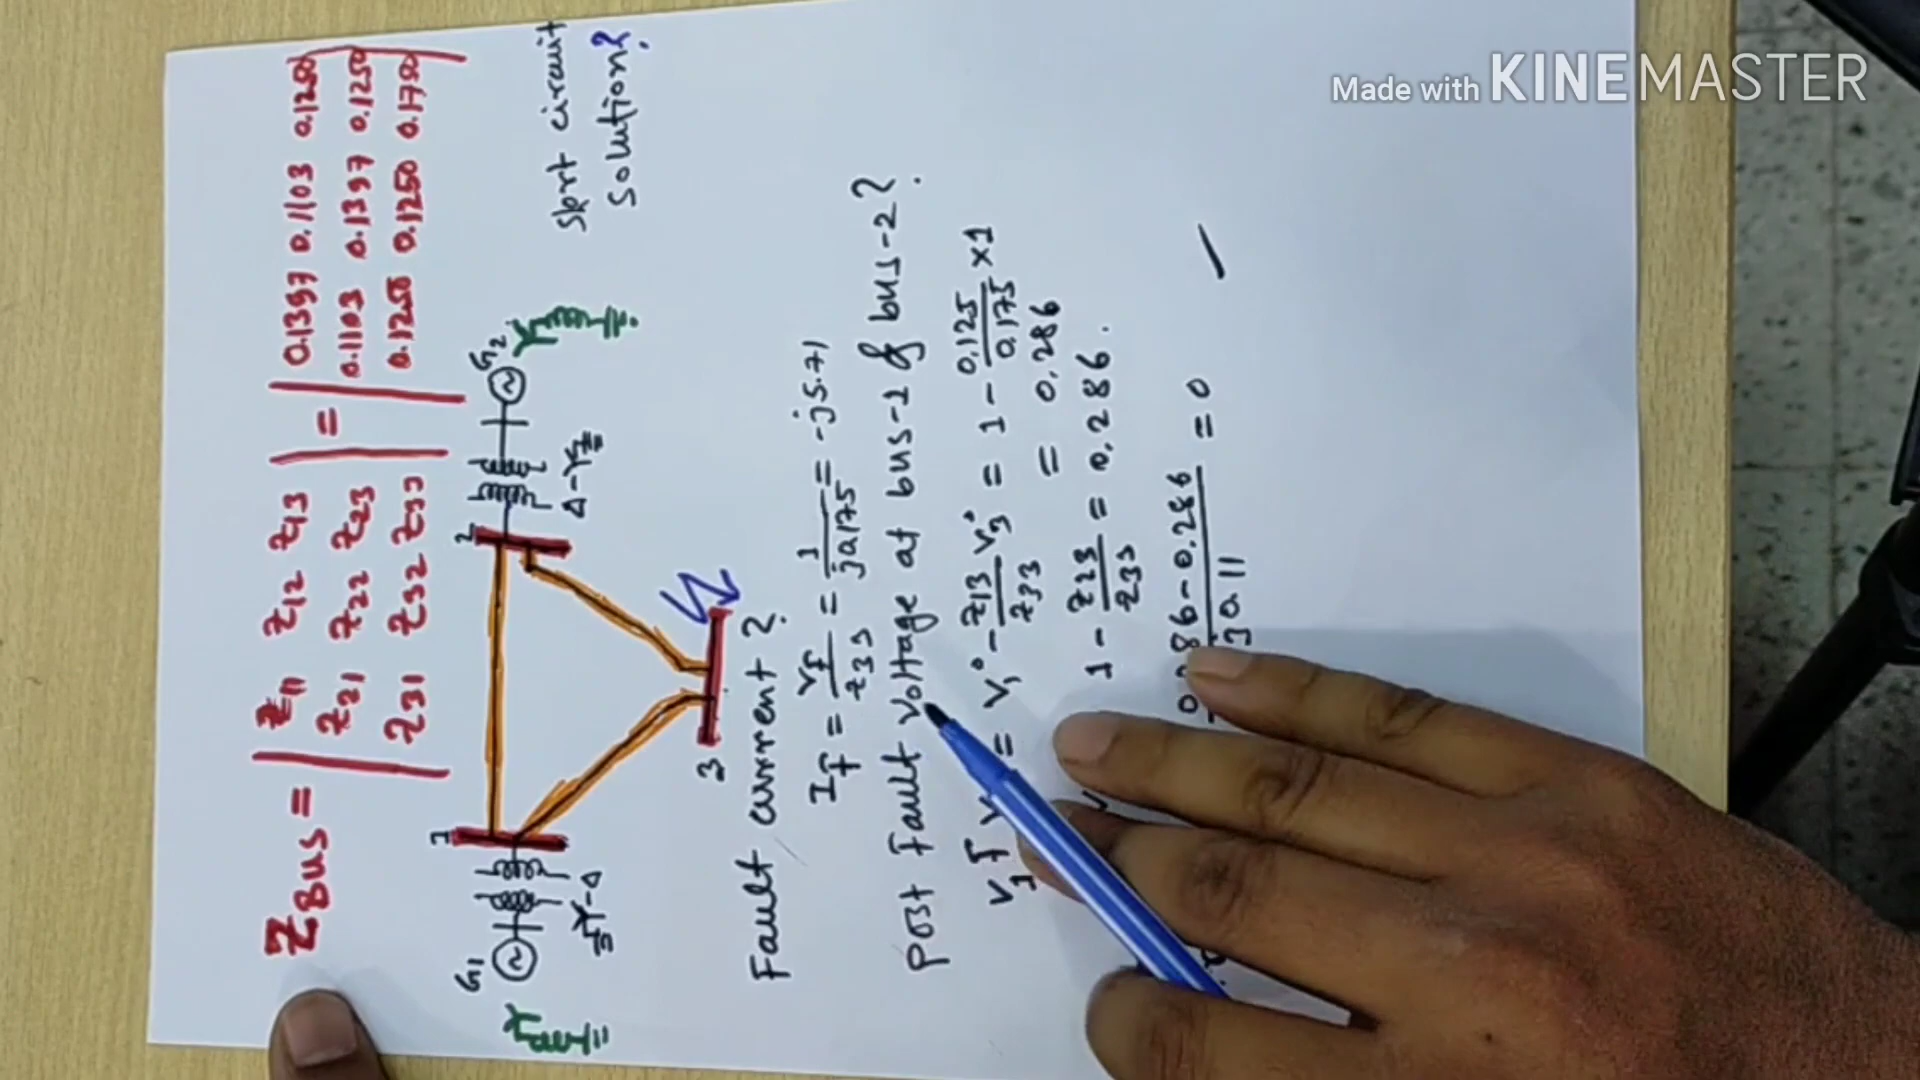 Made with KINEMASTER
ZBus = | Z11 Z12 Z13 | = | 0.1397 0.1103 0.1250 |
Z21 Z22 Z23 0.1103 0.1397 0.1250
Z31 Z32 Z33 0.1250 0.1250 0.1750
G1 1 2 G2
Y-Δ Δ-Y
Short circuit
Solution?
3
Fault current ?
IF = VF / Z33 = 1 / j0.175 = -j5.71
Post Fault Voltage at bus-1 & bus-2 ?
V1F = V1° - Z13 / Z33 V3° = 1 - 0.125 / 0.175 × 1
= 0.286
1 - Z23 / Z33 = 0.286.
86 - 0.286 / j0.11 = 0